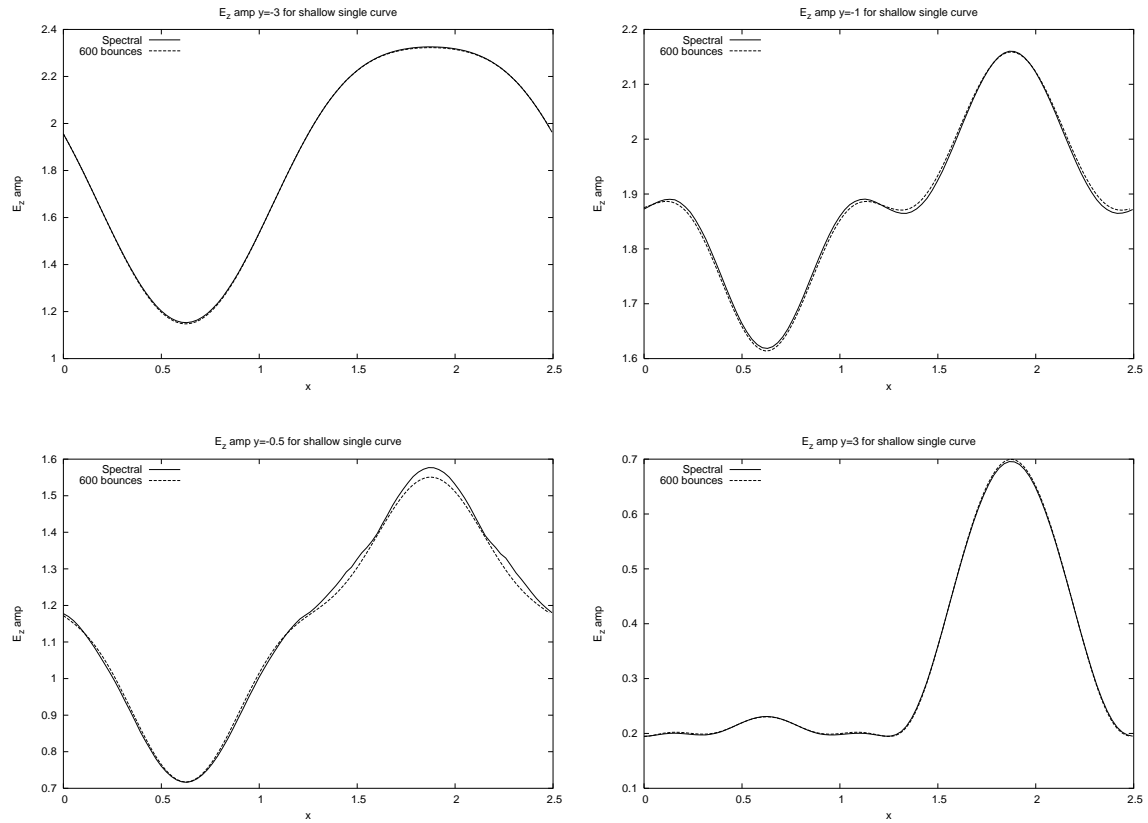 E_z amp y=-3 for shallow single curve
Spectral
600 bounces
2.4
2.2
2
1.8
1.6
1.4
1.2
1
E_z amp
0 0.5 1 1.5 2 2.5
x
E_z amp y=-1 for shallow single curve
Spectral
600 bounces
2.2
2.1
2
1.9
1.8
1.7
1.6
E_z amp
0 0.5 1 1.5 2 2.5
x
E_z amp y=-0.5 for shallow single curve
Spectral
600 bounces
1.6
1.5
1.4
1.3
1.2
1.1
1
0.9
0.8
0.7
E_z amp
0 0.5 1 1.5 2 2.5
x
E_z amp y=3 for shallow single curve
Spectral
600 bounces
0.7
0.6
0.5
0.4
0.3
0.2
0.1
E_z amp
0 0.5 1 1.5 2 2.5
x